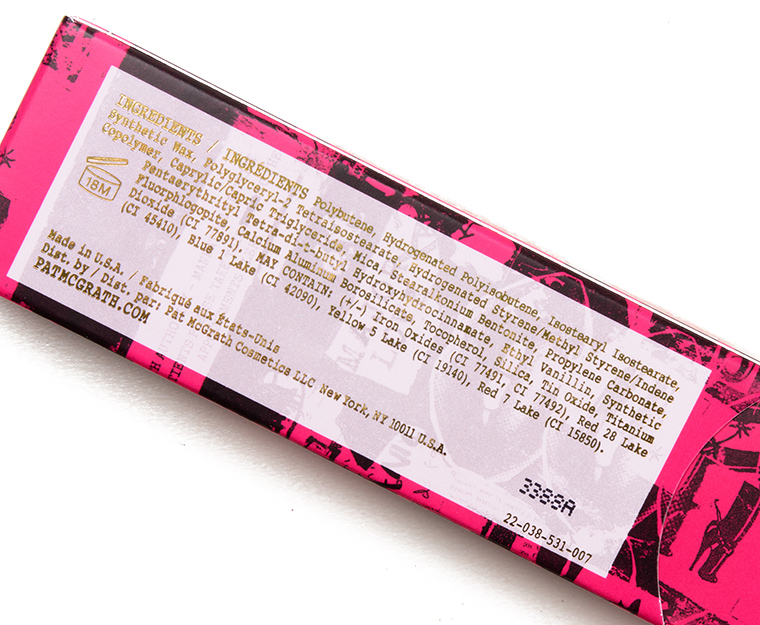 INGREDIENTS / INGRÉDIENTS Polybutene, Hydrogenated Polyisobutene, Isostearyl Isostearate,
Synthetic Wax, Polyglyceryl-2 Tetraisostearate, Hydrogenated Styrene/Methyl Styrene/Indene
Copolymer, Caprylic/Capric Triglyceride, Mica, Stearalkonium Bentonite, Propylene Carbonate,
Pentaerythrityl Tetra-di-t-butyl Hydroxyhydrocinnamate, Ethyl Vanillin, Synthetic
Fluorphlogopite, Calcium Aluminum Borosilicate, Tocopherol, Silica, Tin Oxide, Titanium
Dioxide (CI 77891). MAY CONTAIN: (+/-) Iron Oxides (CI 77491, CI 77492), Red 28 Lake
(CI 45410), Blue 1 Lake (CI 42090), Yellow 5 Lake (CI 19140), Red 7 Lake (CI 15850).
18M
Made in U.S.A. / Fabriqué aux États-Unis
Dist. by / Dist. par: Pat McGrath Cosmetics LLC New York, NY 10011 U.S.A.
PATMCGRATH.COM
3388A
22-038-531-007